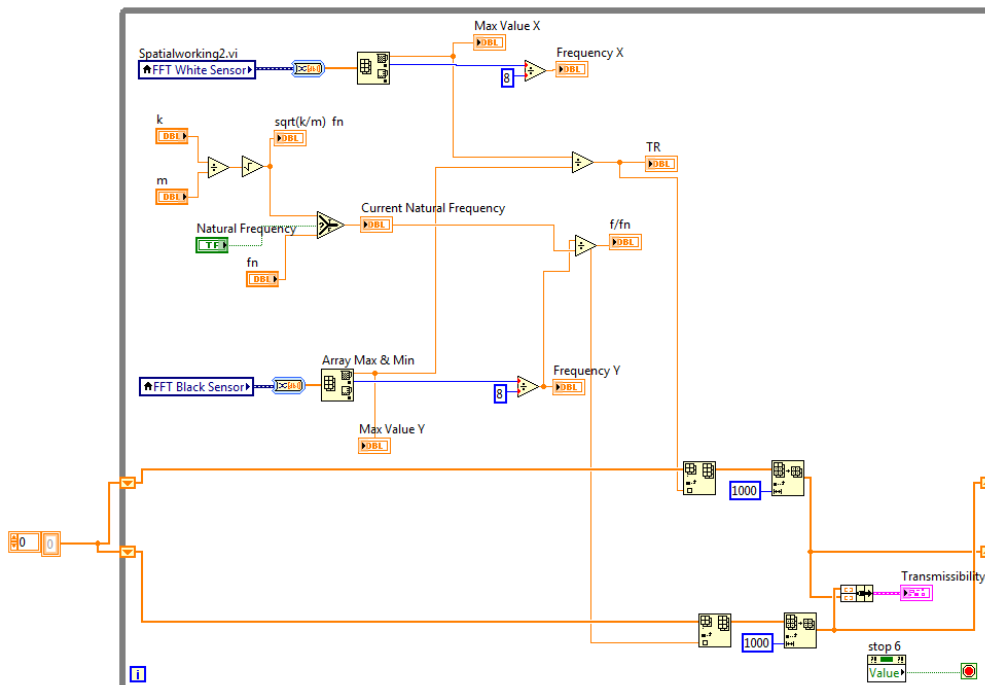 Max Value X
DBL
Spatialworking2.vi
Frequency X
FFT White Sensor
8
DBL
k
sqrt(k/m) fn
DBL
DBL
TR
m
DBL
DBL
Current Natural Frequency
Natural Frequency
f/fn
?
DBL
DBL
TF
fn
DBL
Array Max & Min
Frequency Y
FFT Black Sensor
8
DBL
Max Value Y
DBL
1000
0
0
Transmissibility
1000
stop 6
Value
i